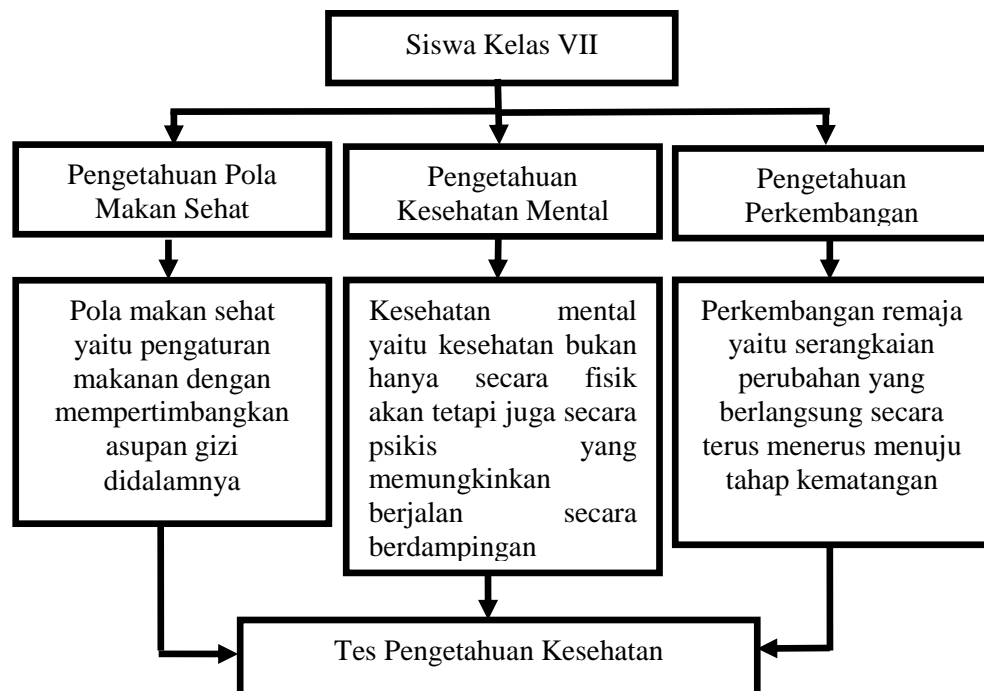 Siswa Kelas VII
Pengetahuan Pola
Makan Sehat
Pengetahuan
Kesehatan Mental
Pengetahuan
Perkembangan
Pola makan sehat
yaitu pengaturan
makanan dengan
mempertimbangkan
asupan gizi
didalamnya
Kesehatan mental
yaitu kesehatan bukan
hanya secara fisik
akan tetapi juga secara
psikis yang
memungkinkan
berjalan secara
berdampingan
Perkembangan remaja
yaitu serangkaian
perubahan yang
berlangsung secara
terus menerus menuju
tahap kematangan
Tes Pengetahuan Kesehatan